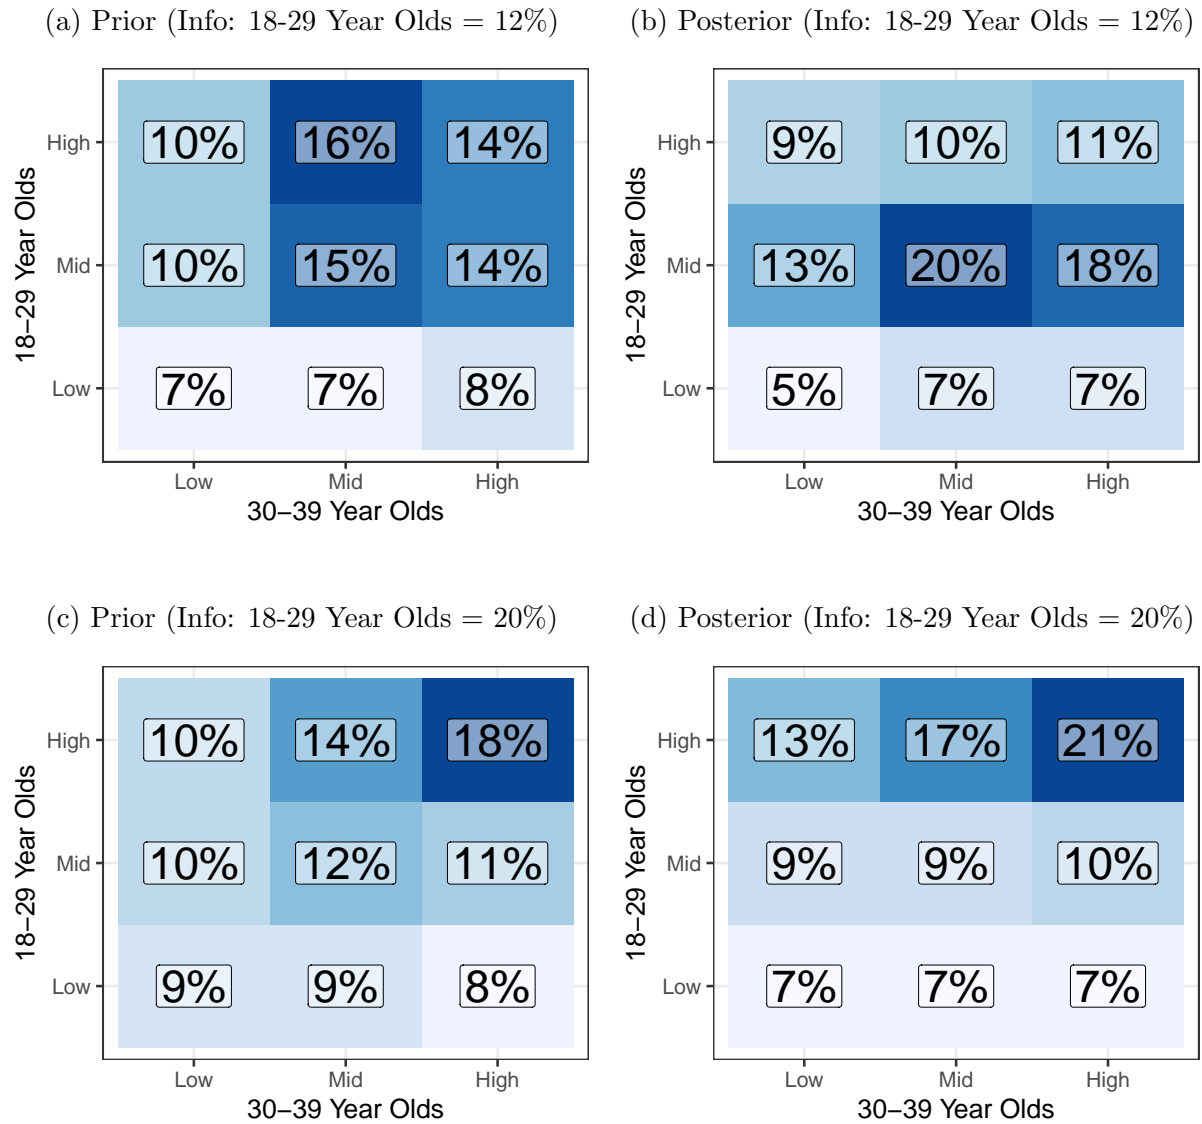 (a) Prior (Info: 18-29 Year Olds = 12%)
18–29 Year Olds
High
10% 16% 14%
Mid
10% 15% 14%
Low
7% 7% 8%
Low Mid High
30–39 Year Olds
(b) Posterior (Info: 18-29 Year Olds = 12%)
18–29 Year Olds
High
9% 10% 11%
Mid
13% 20% 18%
Low
5% 7% 7%
Low Mid High
30–39 Year Olds
(c) Prior (Info: 18-29 Year Olds = 20%)
18–29 Year Olds
High
10% 14% 18%
Mid
10% 12% 11%
Low
9% 9% 8%
Low Mid High
30–39 Year Olds
(d) Posterior (Info: 18-29 Year Olds = 20%)
18–29 Year Olds
High
13% 17% 21%
Mid
9% 9% 10%
Low
7% 7% 7%
Low Mid High
30–39 Year Olds